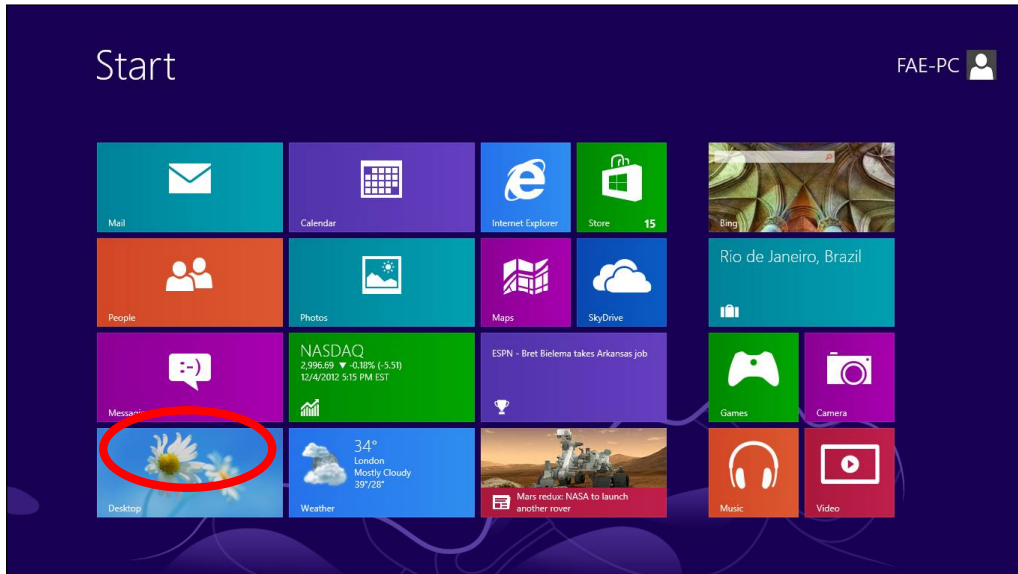 Start
FAE-PC
Mail
Calendar
Internet Explorer
Store 15
Bing
People
Photos
Maps
SkyDrive
Rio de Janeiro, Brazil
Messaging
NASDAQ
2,996.69 ▼ -0.18% (-5.51)
12/4/2012 5:15 PM EST
ESPN - Bret Bielema takes Arkansas job
Games
Camera
Desktop
34°
London
Mostly Cloudy
39°/28°
Weather
Mars redux: NASA to launch
another rover
Music
Video